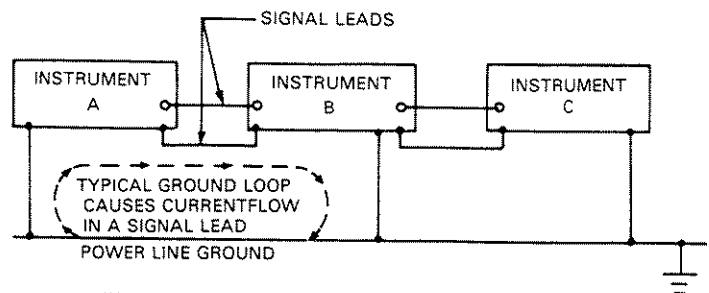 SIGNAL LEADS
INSTRUMENT
A
INSTRUMENT
B
INSTRUMENT
C
TYPICAL GROUND LOOP
CAUSES CURRENTFLOW
IN A SIGNAL LEAD
POWER LINE GROUND